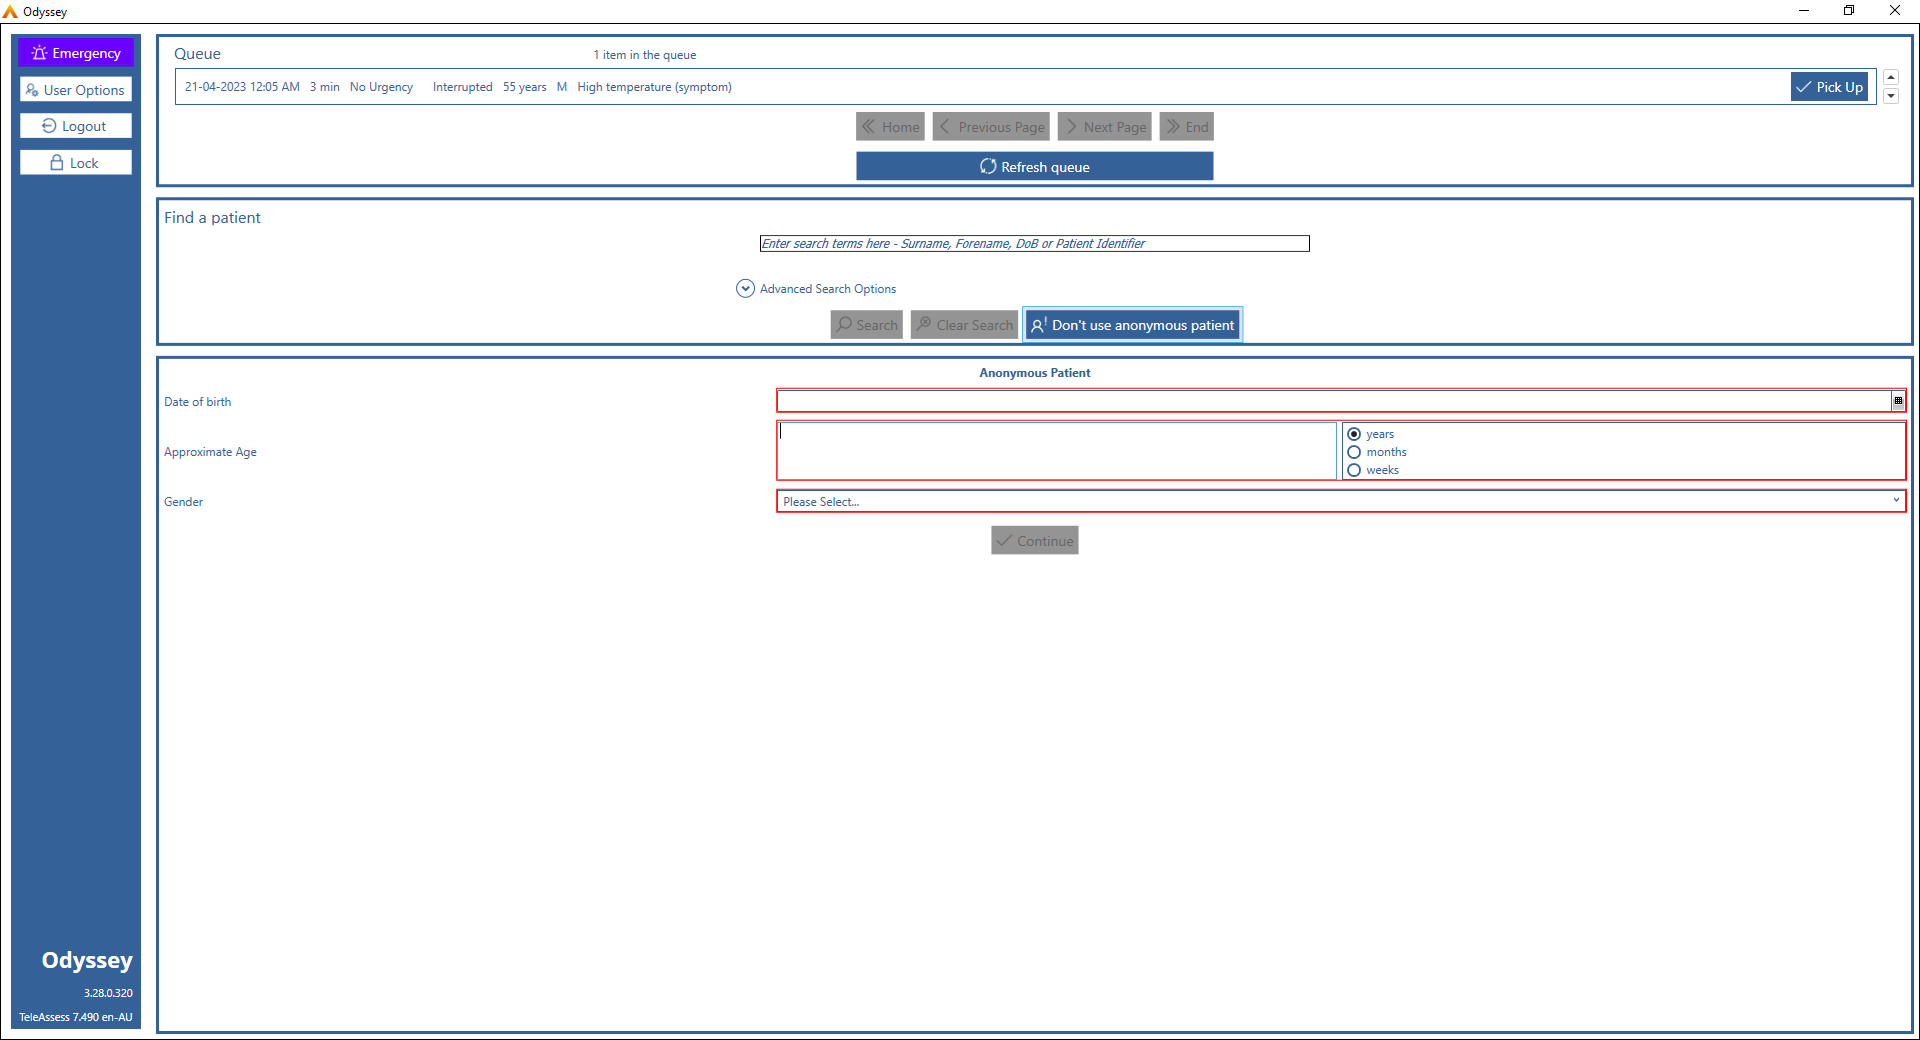 Odyssey
Emergency
User Options
Logout
Lock
Queue
1 item in the queue
21-04-2023 12:05 AM 3 min No Urgency Interrupted 55 years M High temperature (symptom)
Pick Up
Home Previous Page Next Page End
Refresh queue
Find a patient
Enter search terms here - Surname, Forename, DoB or Patient Identifier
Advanced Search Options
Search Clear Search Don't use anonymous patient
Anonymous Patient
Date of birth
Approximate Age
years
months
weeks
Gender
Please Select...
Continue
Odyssey
3.28.0.320
TeleAssess 7.490 en-AU